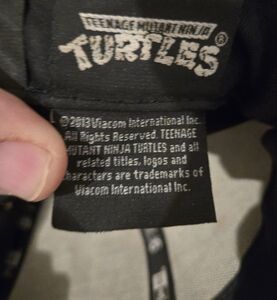 TEENAGE MUTANT NINJA
TURTLES®
©2013 Viacom International Inc.
All Rights Reserved. TEENAGE
MUTANT NINJA TURTLES and all
related titles, logos and
characters are trademarks of
Viacom International Inc.